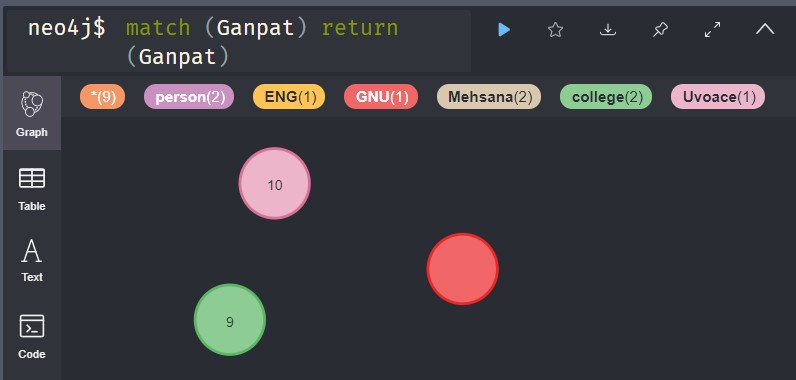 neo4j$ match (Ganpat) return
(Ganpat)
*(9) person(2) ENG(1) GNU(1) Mehsana(2) college(2) Uvoace(1)
Graph
Table
Text
Code
10
9